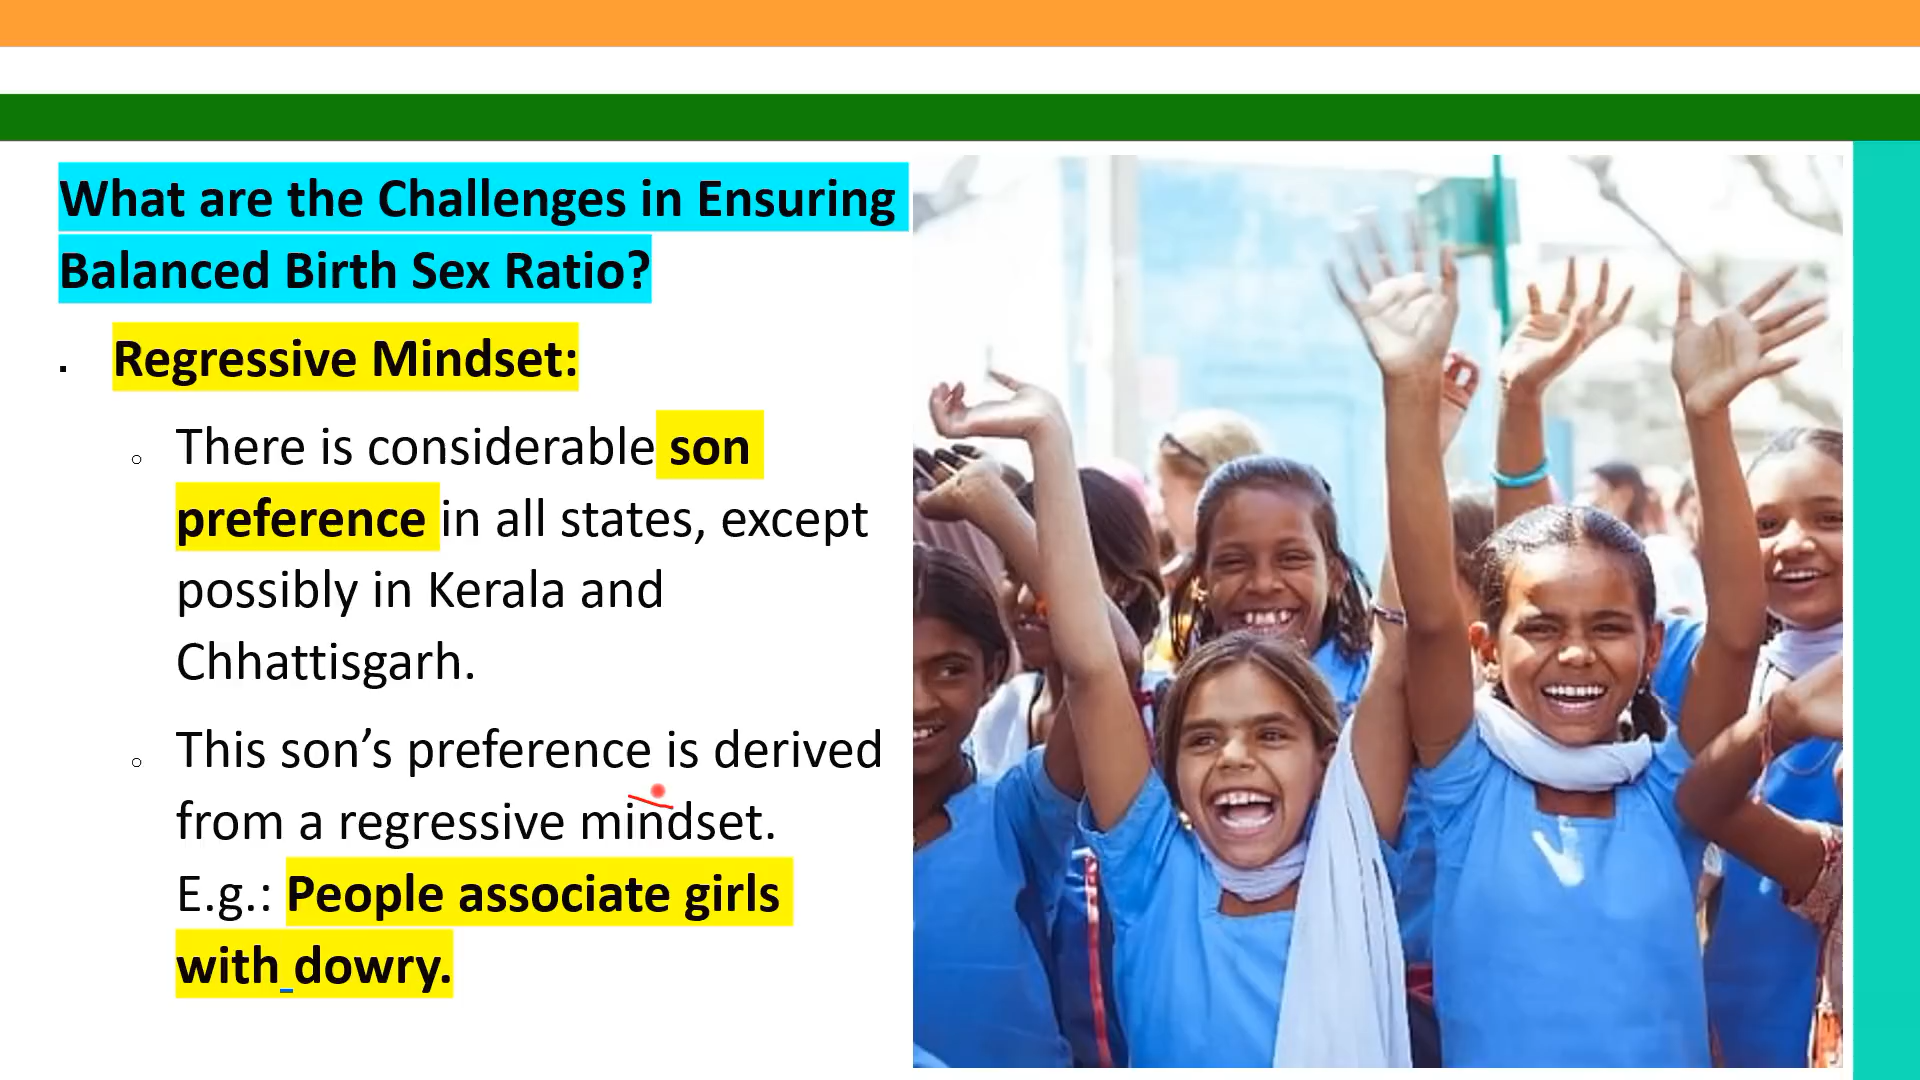 What are the Challenges in Ensuring
Balanced Birth Sex Ratio?
▪ Regressive Mindset:
○ There is considerable son
preference in all states, except
possibly in Kerala and
Chhattisgarh.
○ This son’s preference is derived
from a regressive mindset.
E.g.: People associate girls
with dowry.